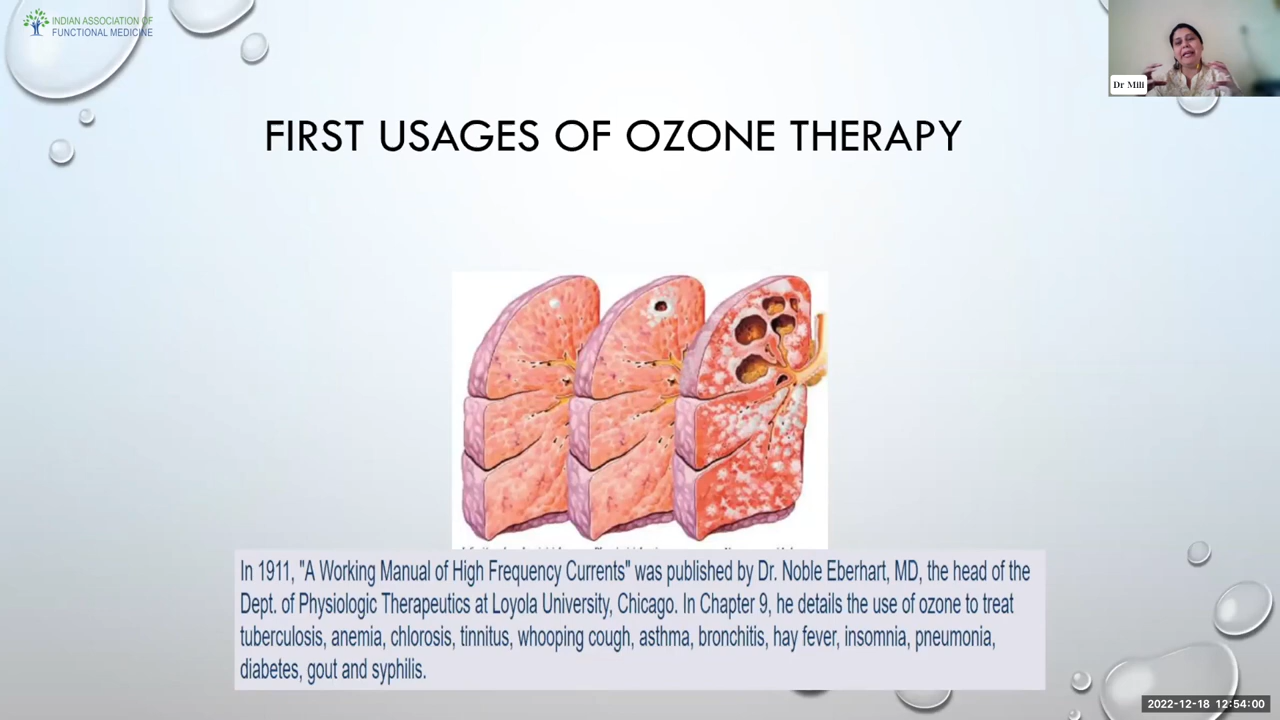 INDIAN ASSOCIATION OF
FUNCTIONAL MEDICINE
Dr Mili
FIRST USAGES OF OZONE THERAPY
In 1911, "A Working Manual of High Frequency Currents" was published by Dr. Noble Eberhart, MD, the head of the
Dept. of Physiologic Therapeutics at Loyola University, Chicago. In Chapter 9, he details the use of ozone to treat
tuberculosis, anemia, chlorosis, tinnitus, whooping cough, asthma, bronchitis, hay fever, insomnia, pneumonia,
diabetes, gout and syphilis.
2022-12-18 12:54:00